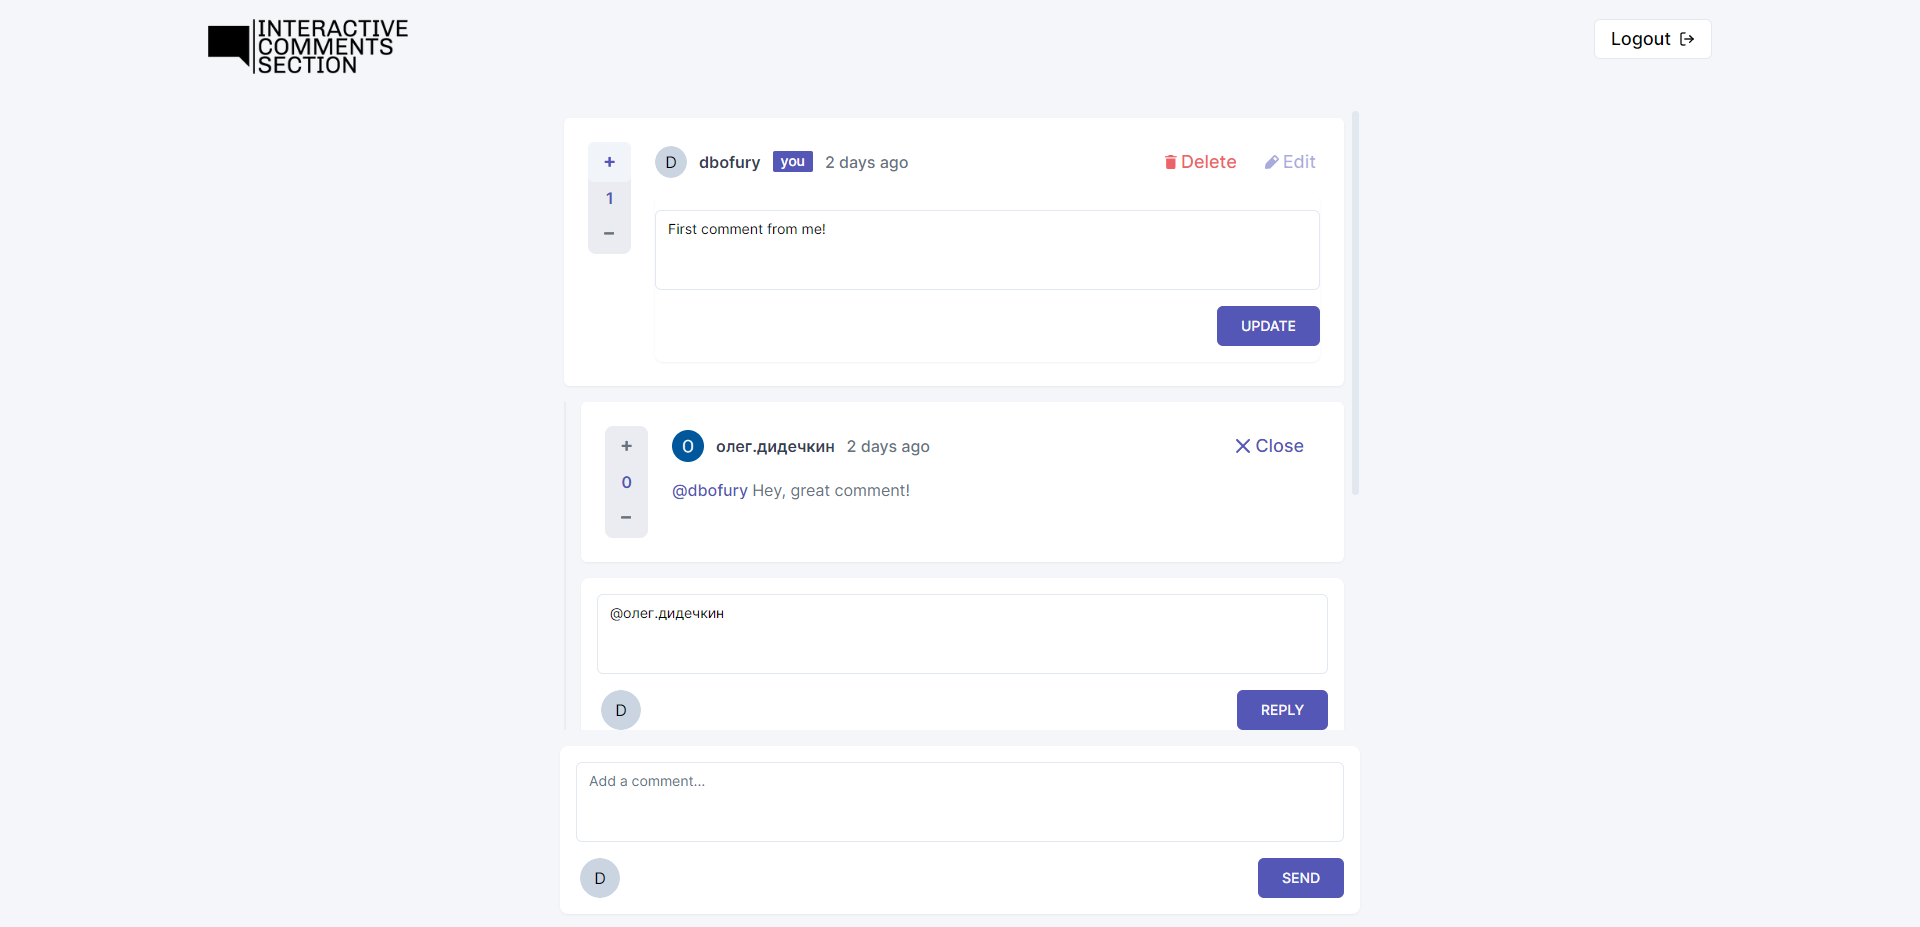 INTERACTIVE
COMMENTS
SECTION
Logout
+
1
−
D dbofury you 2 days ago Delete Edit
First comment from me!
UPDATE
+
0
−
О олег.дидечкин 2 days ago Close
@dbofury Hey, great comment!
@олег.дидечкин
D REPLY
Add a comment...
D SEND